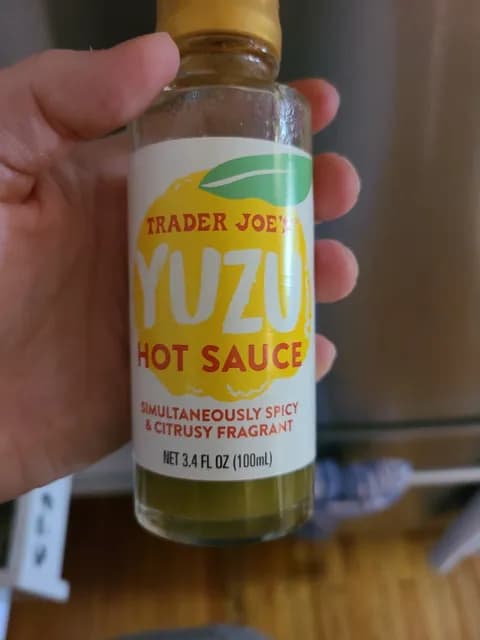 TRADER JOE'S
YUZU
HOT SAUCE
SIMULTANEOUSLY SPICY
& CITRUSY FRAGRANT
NET 3.4 FL OZ (100mL)